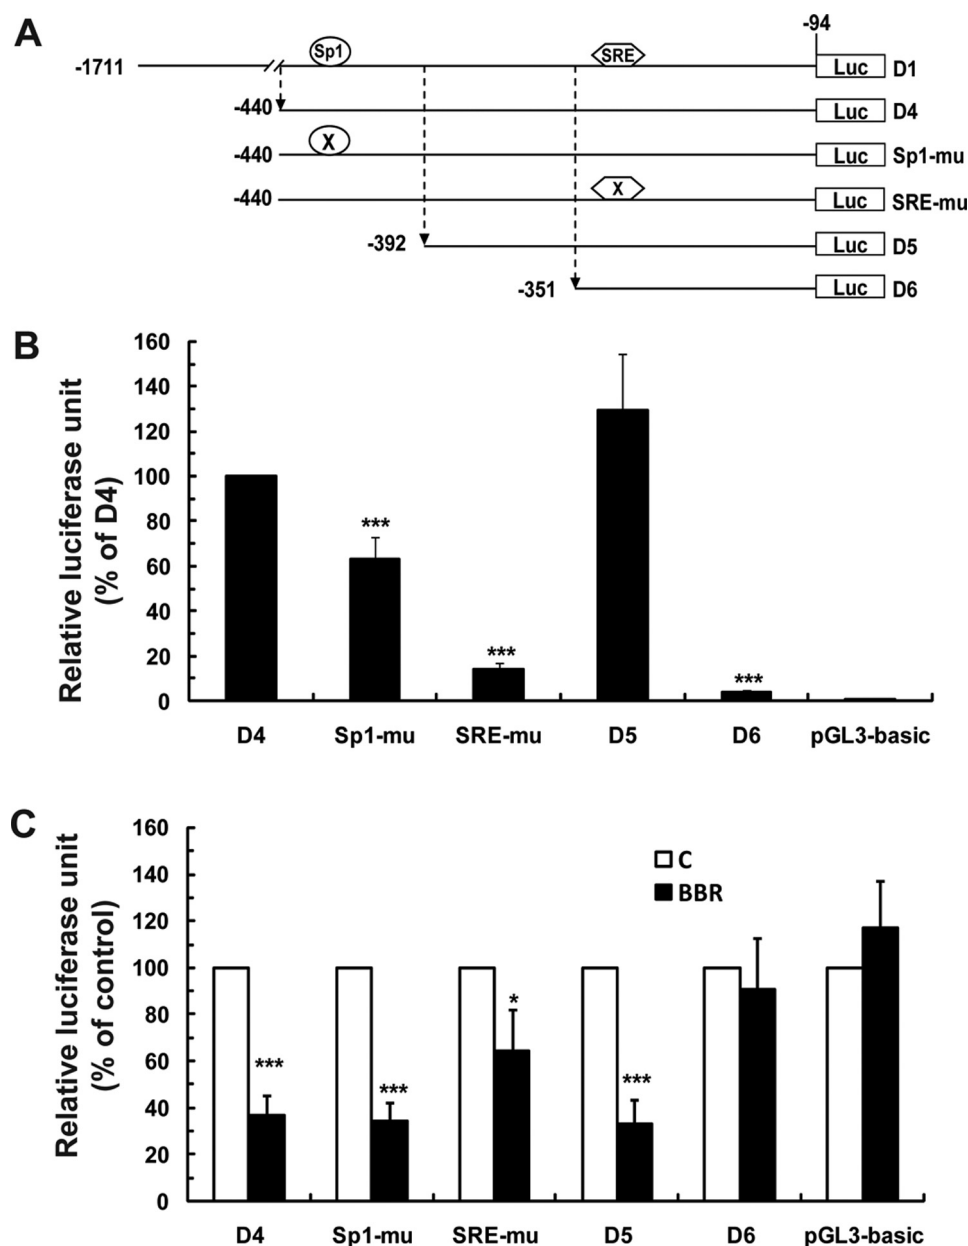 A
-94
Sp1
SRE
-1711
Luc
D1
-440
Luc
D4
X
-440
Luc
Sp1-mu
X
-440
Luc
SRE-mu
-392
Luc
D5
-351
Luc
D6
B
Relative luciferase unit
(% of D4)
160
140
120
100
80
60
40
20
0
***
***
***
D4
Sp1-mu
SRE-mu
D5
D6
pGL3-basic
C
Relative luciferase unit
(% of control)
160
140
120
100
80
60
40
20
0
C
BBR
***
***
*
***
D4
Sp1-mu
SRE-mu
D5
D6
pGL3-basic